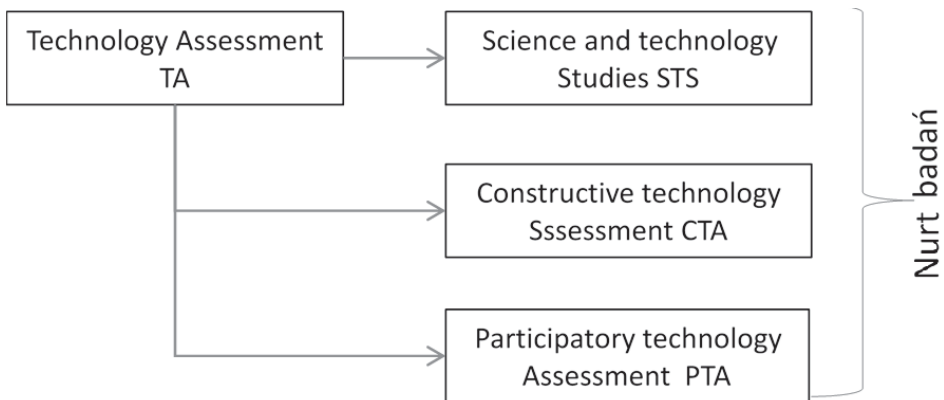 Technology Assessment
TA
Science and technology
Studies STS
Constructive technology
Sssessment CTA
Participatory technology
Assessment PTA
Nurt badań